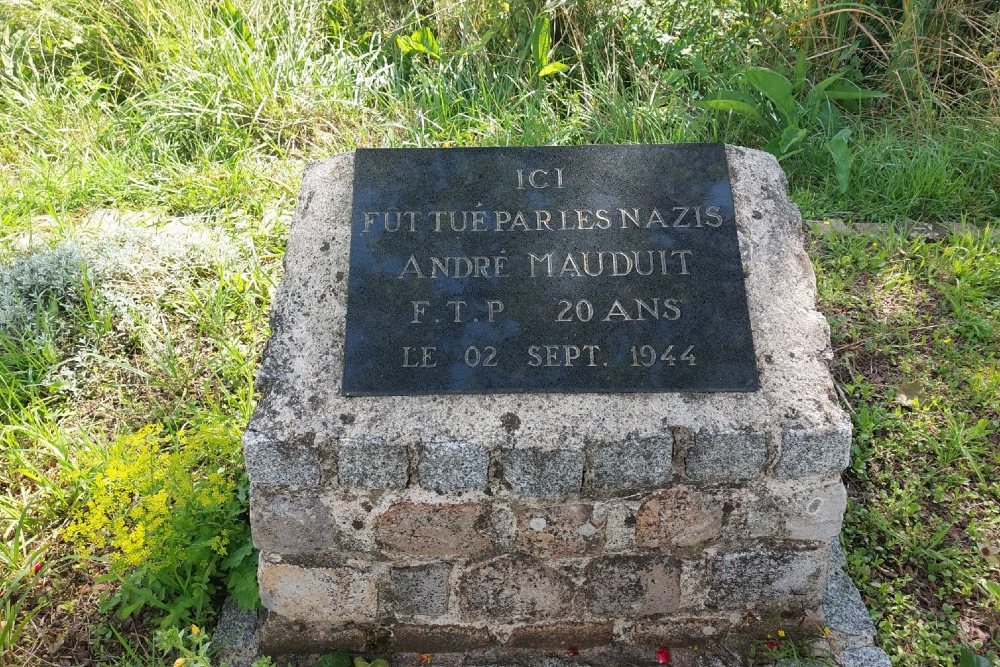 ICI
FUT TUÉ PAR LES NAZIS
ANDRÉ MAUDUIT
F.T.P 20 ANS
LE 02 SEPT. 1944